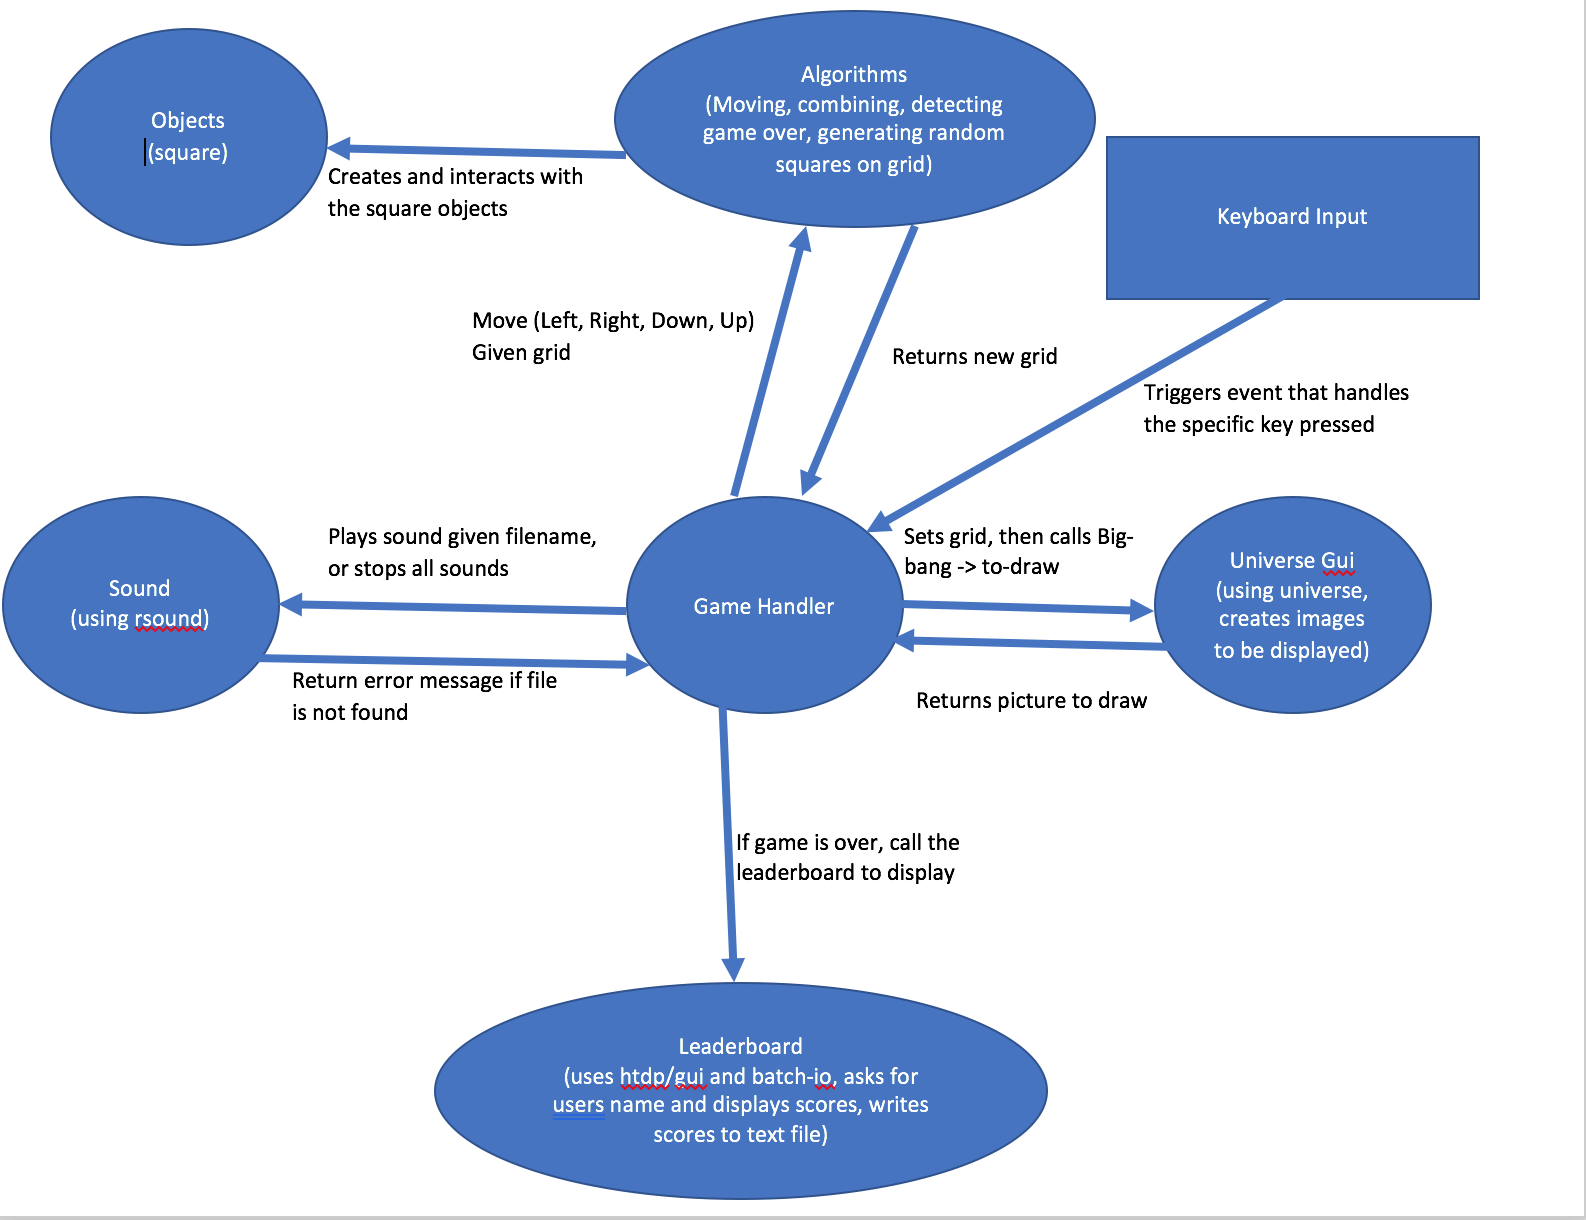 Algorithms
(Moving, combining, detecting
game over, generating random
squares on grid)
Objects
(square)
Creates and interacts with
the square objects
Keyboard Input
Move (Left, Right, Down, Up)
Given grid
Returns new grid
Triggers event that handles
the specific key pressed
Plays sound given filename,
or stops all sounds
Sound
(using rsound)
Return error message if file
is not found
Game Handler
Sets grid, then calls Big-
bang -> to-draw
Universe Gui
(using universe,
creates images
to be displayed)
Returns picture to draw
If game is over, call the
leaderboard to display
Leaderboard
(uses htdp/gui and batch-io, asks for
users name and displays scores, writes
scores to text file)